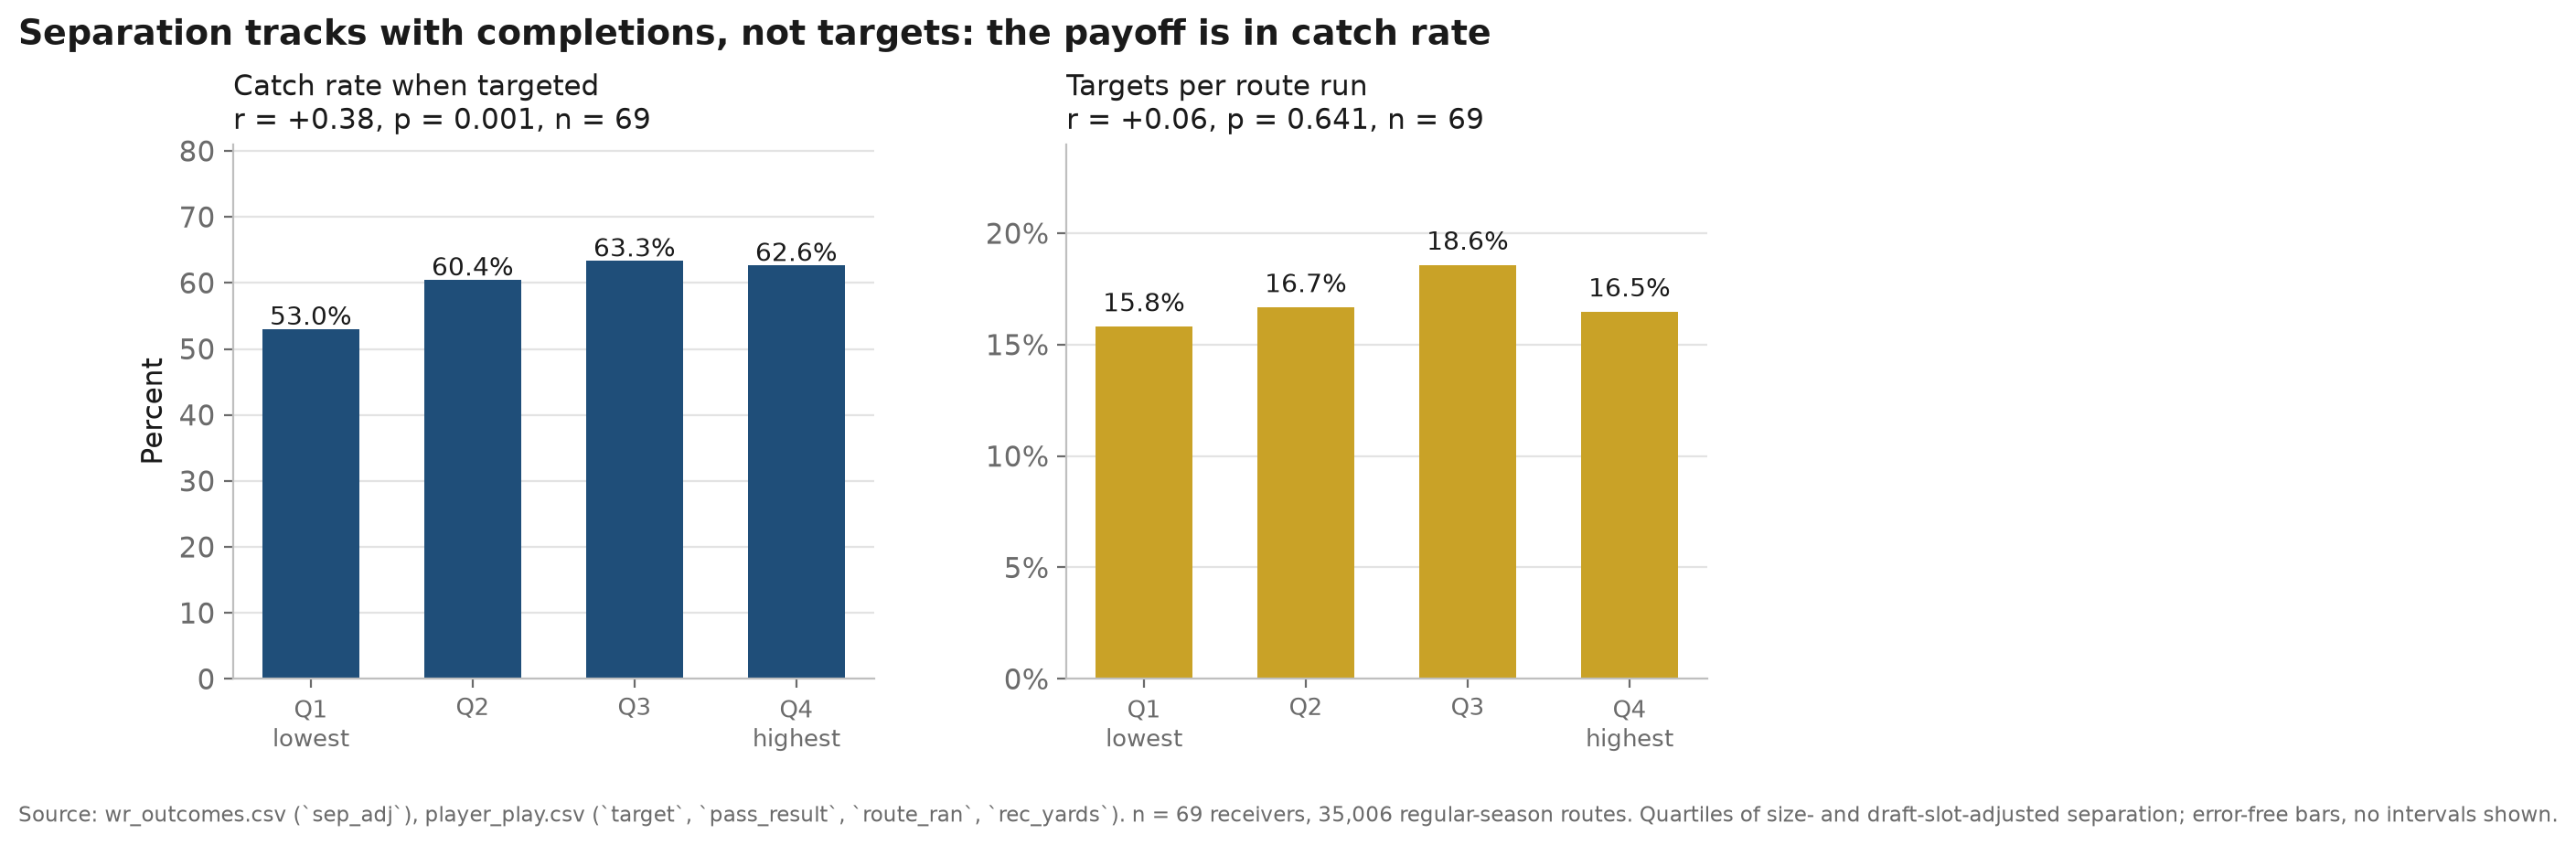 Separation tracks with completions, not targets: the payoff is in catch rate
Catch rate when targeted
r = +0.38, p = 0.001, n = 69
80
70
60
50
40
30
20
10
0
Percent
53.0%
60.4%
63.3%
62.6%
Q1
lowest
Q2
Q3
Q4
highest
Targets per route run
r = +0.06, p = 0.641, n = 69
20%
15%
10%
5%
0%
15.8%
16.7%
18.6%
16.5%
Q1
lowest
Q2
Q3
Q4
highest
Source: wr_outcomes.csv (`sep_adj`), player_play.csv (`target`, `pass_result`, `route_ran`, `rec_yards`). n = 69 receivers, 35,006 regular-season routes. Quartiles of size- and draft-slot-adjusted separation; error-free bars, no intervals shown.